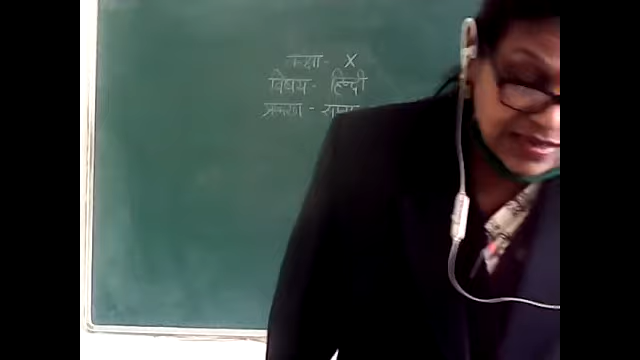 कक्षा - X
विषय - हिन्दी
प्रकरण -